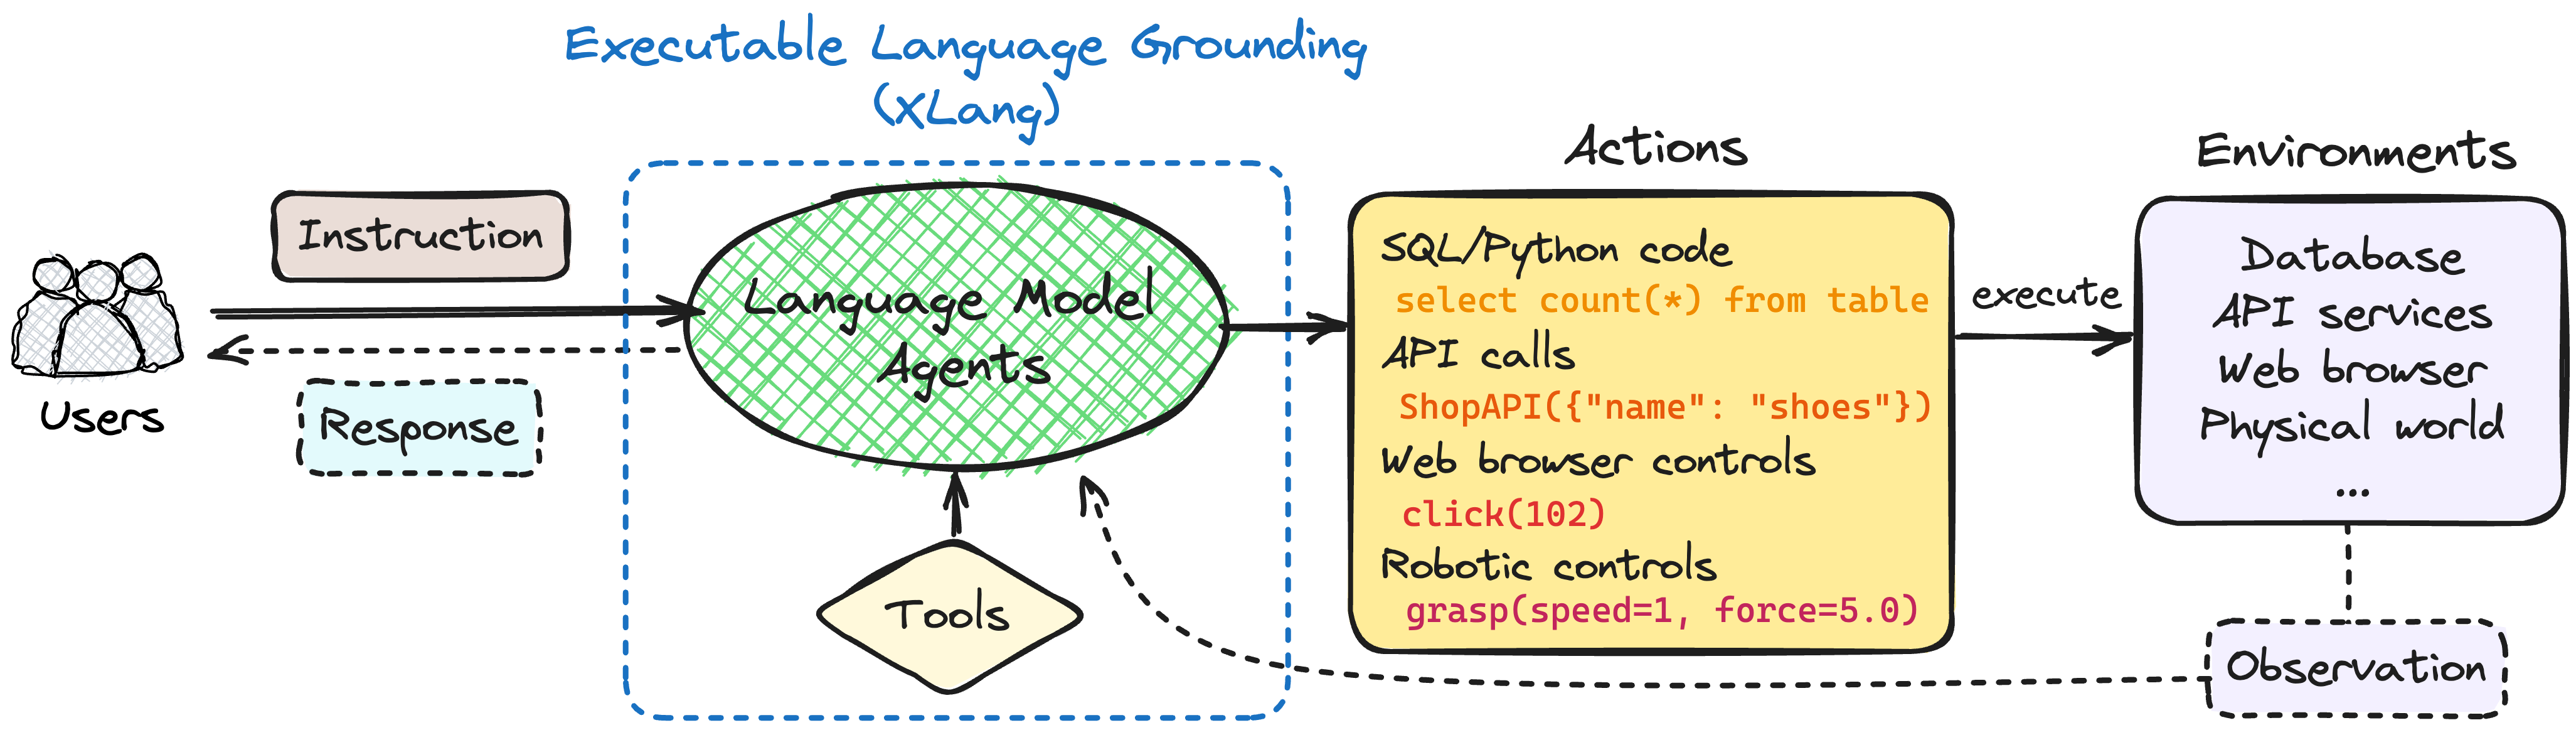 Executable Language Grounding
(XLang)
Instruction
Users
Response
Language Model
Agents
Tools
Actions
SQL/Python code
select count(*) from table
API calls
ShopAPI({"name": "shoes"})
Web browser controls
click(102)
Robotic controls
grasp(speed=1, force=5.0)
execute
Environments
Database
API services
Web browser
Physical world
...
Observation